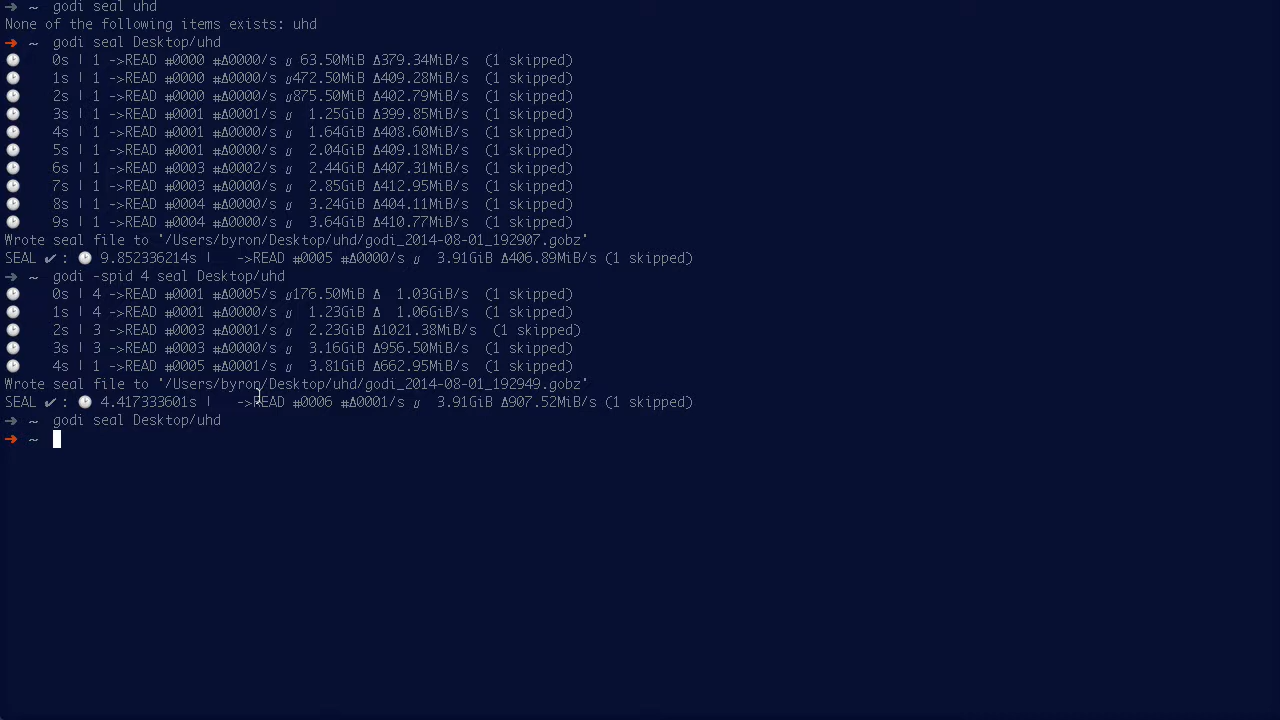 ➜  ~  godi seal uhd
None of the following items exists: uhd
➜  ~  godi seal Desktop/uhd
🕑    0s | 1 ->READ #0000 #Δ0000/s ⬀ 63.50MiB Δ379.34MiB/s  (1 skipped)
🕑    1s | 1 ->READ #0000 #Δ0000/s ⬀472.50MiB Δ409.28MiB/s  (1 skipped)
🕑    2s | 1 ->READ #0000 #Δ0000/s ⬀875.50MiB Δ402.79MiB/s  (1 skipped)
🕑    3s | 1 ->READ #0001 #Δ0001/s ⬀  1.25GiB Δ399.85MiB/s  (1 skipped)
🕑    4s | 1 ->READ #0001 #Δ0000/s ⬀  1.64GiB Δ408.60MiB/s  (1 skipped)
🕑    5s | 1 ->READ #0001 #Δ0000/s ⬀  2.04GiB Δ409.18MiB/s  (1 skipped)
🕑    6s | 1 ->READ #0003 #Δ0002/s ⬀  2.44GiB Δ407.31MiB/s  (1 skipped)
🕑    7s | 1 ->READ #0003 #Δ0000/s ⬀  2.85GiB Δ412.95MiB/s  (1 skipped)
🕑    8s | 1 ->READ #0004 #Δ0000/s ⬀  3.24GiB Δ404.11MiB/s  (1 skipped)
🕑    9s | 1 ->READ #0004 #Δ0000/s ⬀  3.64GiB Δ410.77MiB/s  (1 skipped)
Wrote seal file to '/Users/byron/Desktop/uhd/godi_2014-08-01_192907.gobz'
SEAL ✔: 🕑 9.852336214s |   ->READ #0005 #Δ0000/s ⬀  3.91GiB Δ406.89MiB/s (1 skipped)
➜  ~  godi -spid 4 seal Desktop/uhd
🕑    0s | 4 ->READ #0001 #Δ0005/s ⬀176.50MiB Δ  1.03GiB/s  (1 skipped)
🕑    1s | 4 ->READ #0001 #Δ0000/s ⬀  1.23GiB Δ  1.06GiB/s  (1 skipped)
🕑    2s | 3 ->READ #0003 #Δ0001/s ⬀  2.23GiB Δ1021.38MiB/s  (1 skipped)
🕑    3s | 3 ->READ #0003 #Δ0000/s ⬀  3.16GiB Δ956.50MiB/s  (1 skipped)
🕑    4s | 1 ->READ #0005 #Δ0001/s ⬀  3.81GiB Δ662.95MiB/s  (1 skipped)
Wrote seal file to '/Users/byron/Desktop/uhd/godi_2014-08-01_192949.gobz'
SEAL ✔: 🕑 4.417333601s |   ->READ #0006 #Δ0001/s ⬀  3.91GiB Δ907.52MiB/s (1 skipped)
➜  ~  godi seal Desktop/uhd
➜  ~